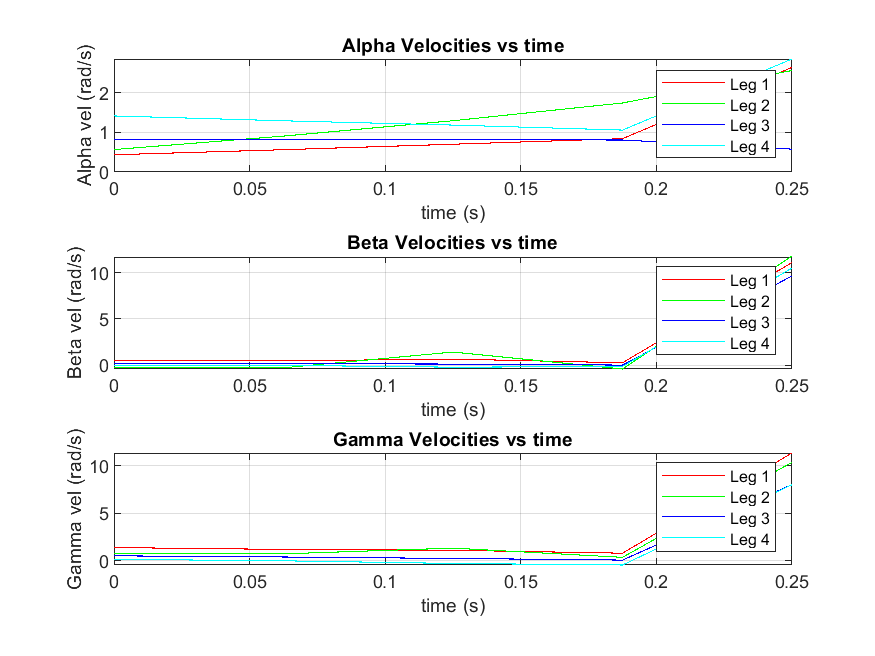 Alpha Velocities vs time
Alpha vel (rad/s)
2
1
0
0 0.05 0.1 0.15 0.2 0.25
time (s)
Leg 1
Leg 2
Leg 3
Leg 4
Beta Velocities vs time
Beta vel (rad/s)
10
5
0
0 0.05 0.1 0.15 0.2 0.25
time (s)
Leg 1
Leg 2
Leg 3
Leg 4
Gamma Velocities vs time
Gamma vel (rad/s)
10
5
0
0 0.05 0.1 0.15 0.2 0.25
time (s)
Leg 1
Leg 2
Leg 3
Leg 4